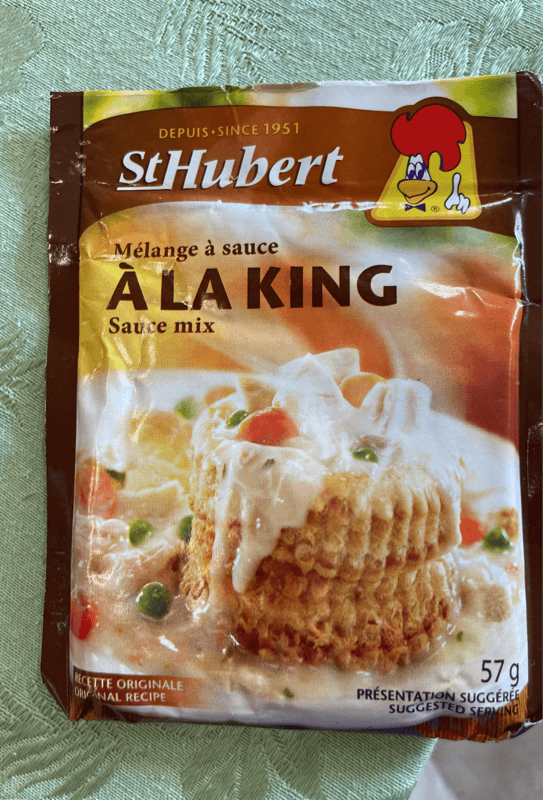 DEPUIS • SINCE 1951
St Hubert
®
Mélange à sauce
À LA KING
Sauce mix
57 g
RECETTE ORIGINALE
ORIGINAL RECIPE
PRÉSENTATION SUGGÉRÉE
SUGGESTED SERVING